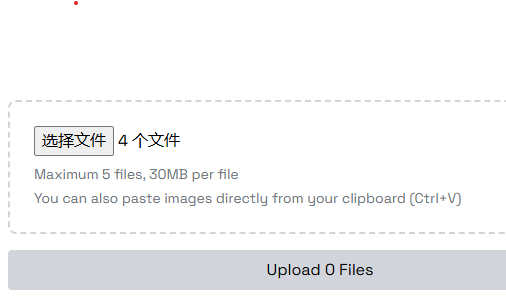 选择文件 4 个文件
Maximum 5 files, 30MB per file
You can also paste images directly from your clipboard (Ctrl+V)
Upload 0 Files